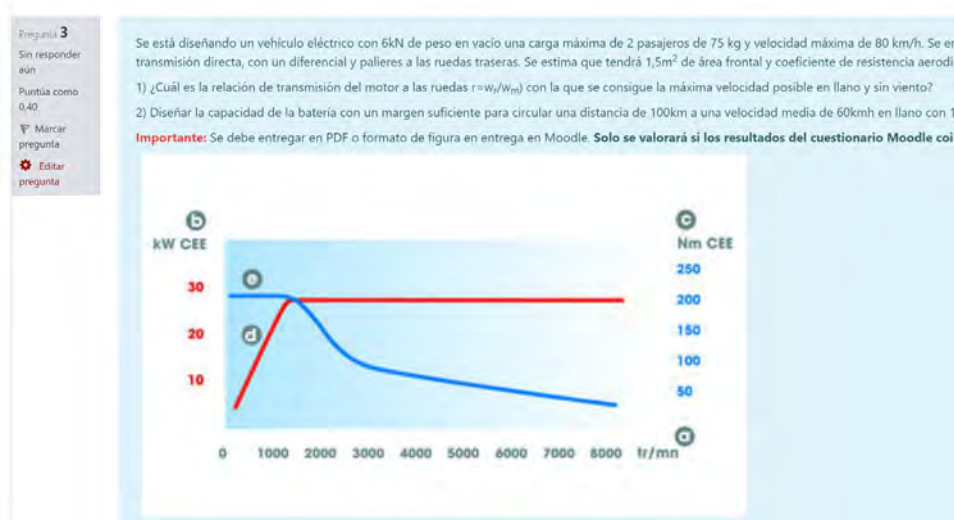 Pregunta 3
Sin responder
aún
Puntúa como
0,40
Marcar
pregunta
Editar
pregunta
Se está diseñando un vehículo eléctrico con 6kN de peso en vacío una carga máxima de 2 pasajeros de 75 kg y velocidad máxima de 80 km/h. Se
transmisión directa, con un diferencial y palieres a las ruedas traseras. Se estima que tendrá 1,5m² de área frontal y coeficiente de resistencia
1) ¿Cuál es la relación de transmisión del motor a las ruedas r=wᵣ/wₘ) con la que se consigue la máxima velocidad posible en llano y sin viento?
2) Diseñar la capacidad de la batería con un margen suficiente para circular una distancia de 100km a una velocidad media de 60kmh en llano con
Importante: Se debe entregar en PDF o formato de figura en entrega en Moodle. Solo se valorará si los resultados del cuestionario Moodle
b c
kW CEE Nm CEE
250
30 e
200
20 d 150
100
10
50
a
0 1000 2000 3000 4000 5000 6000 7000 8000 tr/mn